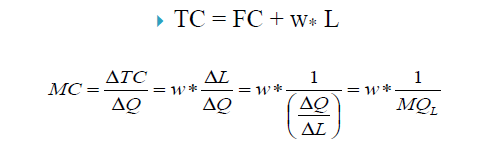 ▸ TC = FC + w* L
MC = ΔTC/ΔQ = w* ΔL/ΔQ = w* 1/(ΔQ/ΔL) = w* 1/MQ_L